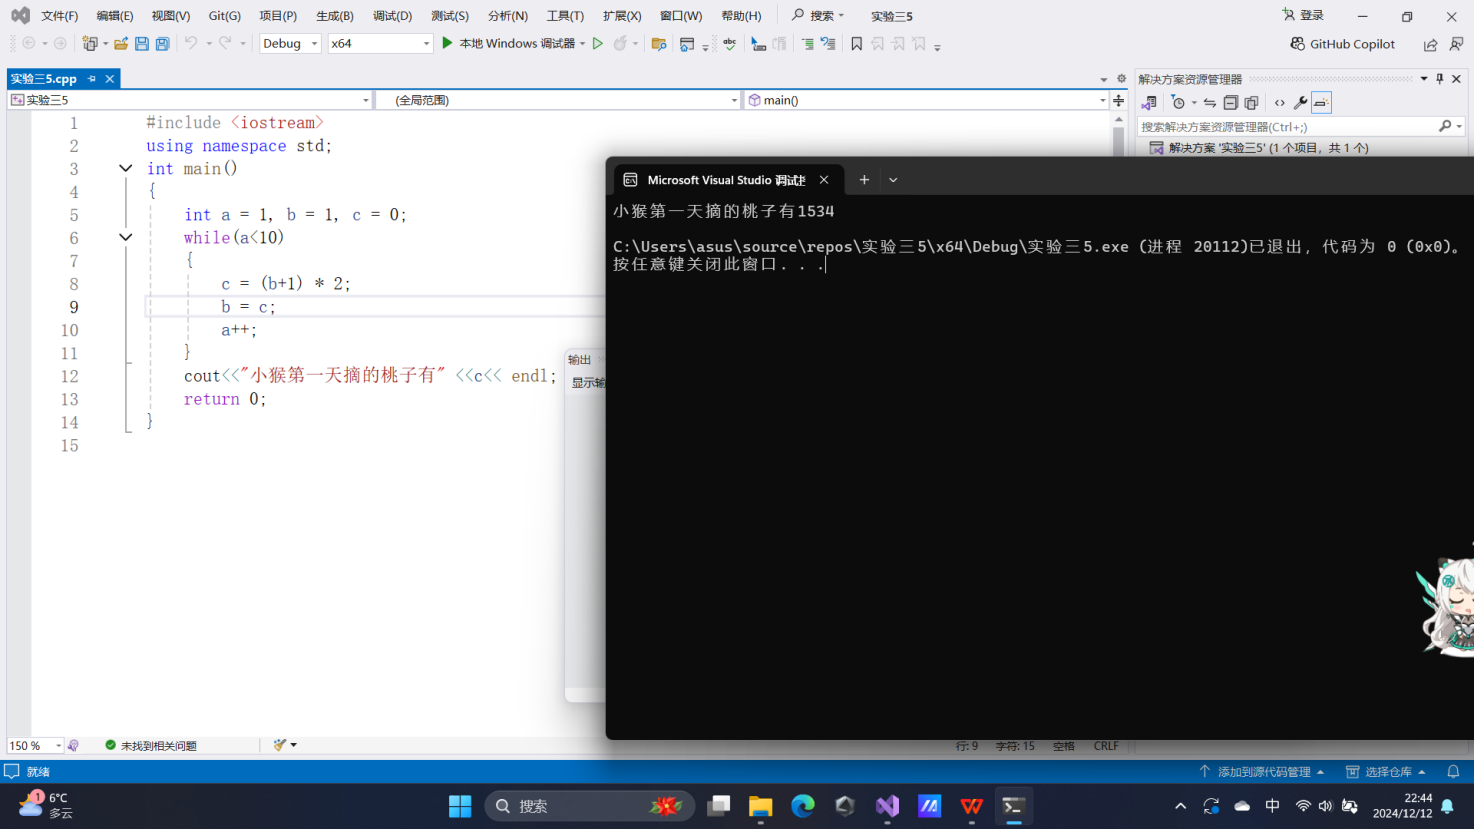 文件(F) 编辑(E) 视图(V) Git(G) 项目(P) 生成(B) 调试(D) 测试(S) 分析(N) 工具(T) 扩展(X) 窗口(W) 帮助(H) 搜索 实验三5 登录
Debug x64 本地 Windows 调试器 GitHub Copilot
实验三5.cpp
解决方案资源管理器
实验三5 (全局范围) main()
搜索解决方案资源管理器(Ctrl+;)
解决方案 '实验三5' (1 个项目，共 1 个)
1 #include <iostream>
2 using namespace std;
3 int main()
4 {
5 int a = 1, b = 1, c = 0;
6 while(a<10)
7 {
8 c = (b+1) * 2;
9 b = c;
10 a++;
11 }
12 cout<<"小猴第一天摘的桃子有" <<c<< endl;
13 return 0;
14 }
15
输出
显示输
Microsoft Visual Studio 调试
小猴第一天摘的桃子有1534
C:\Users\asus\source\repos\实验三5\x64\Debug\实验三5.exe (进程 20112)已退出，代码为 0 (0x0)。
按任意键关闭此窗口. . .
150 % 未找到相关问题 行: 9 字符: 15 空格 CRLF
就绪 添加到源代码管理 选择仓库
1 6°C
多云
搜索
中
22:44
2024/12/12